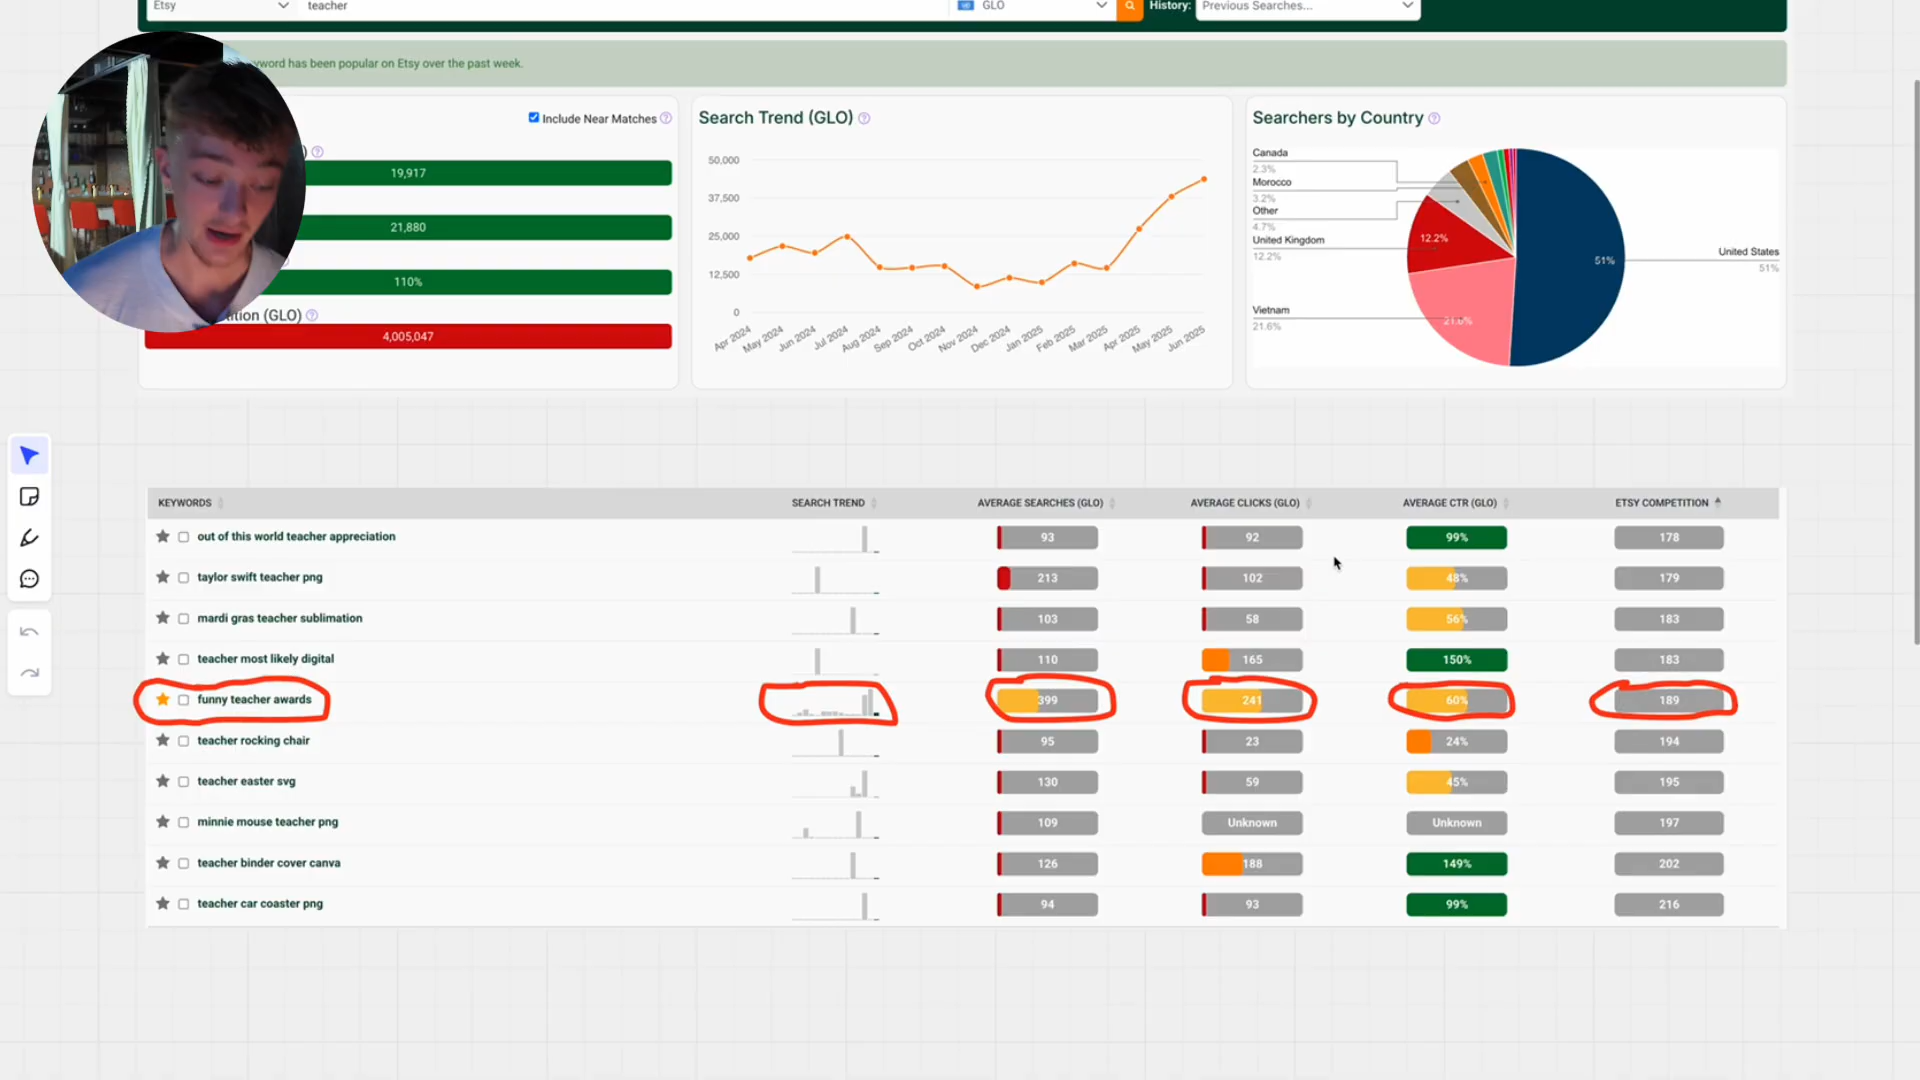 Etsy teacher GLO History: Previous Searches...
yword has been popular on Etsy over the past week.
Include Near Matches
19,917
21,880
110%
tition (GLO)
4,005,047
Search Trend (GLO)
50,000
37,500
25,000
12,500
0
Apr 2024 May 2024 Jun 2024 Jul 2024 Aug 2024 Sep 2024 Oct 2024 Nov 2024 Dec 2024 Jan 2025 Feb 2025 Mar 2025 Apr 2025 May 2025 Jun 2025
Searchers by Country
Canada
2.3%
Morocco
3.2%
Other
4.7%
United Kingdom
12.2%
Vietnam
21.6%
12.2%
21.6%
51%
United States
51%
KEYWORDS SEARCH TREND AVERAGE SEARCHES (GLO) AVERAGE CLICKS (GLO) AVERAGE CTR (GLO) ETSY COMPETITION
out of this world teacher appreciation 93 92 99% 178
taylor swift teacher png 213 102 48% 179
mardi gras teacher sublimation 103 58 56% 183
teacher most likely digital 110 165 150% 183
funny teacher awards 399 241 60% 189
teacher rocking chair 95 23 24% 194
teacher easter svg 130 59 45% 195
minnie mouse teacher png 109 Unknown Unknown 197
teacher binder cover canva 126 188 149% 202
teacher car coaster png 94 93 99% 216